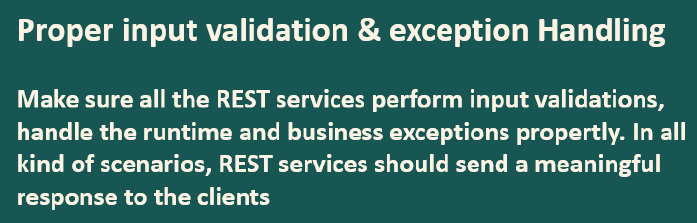 Proper input validation & exception Handling
Make sure all the REST services perform input validations,
handle the runtime and business exceptions propertly. In all
kind of scenarios, REST services should send a meaningful
response to the clients